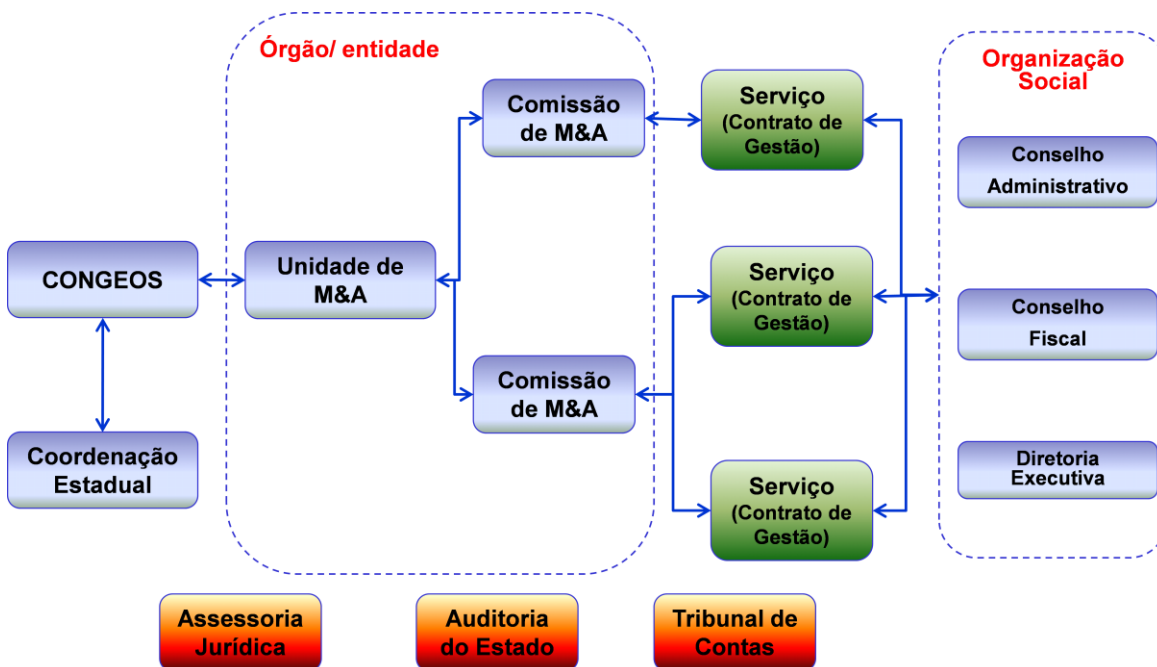 Órgão/ entidade
Organização
Social
Comissão
de M&A
Serviço
(Contrato de
Gestão)
Conselho
Administrativo
CONGEOS
Unidade de
M&A
Serviço
(Contrato de
Gestão)
Conselho
Fiscal
Comissão
de M&A
Coordenação
Estadual
Serviço
(Contrato de
Gestão)
Diretoria
Executiva
Assessoria
Jurídica
Auditoria
do Estado
Tribunal de
Contas